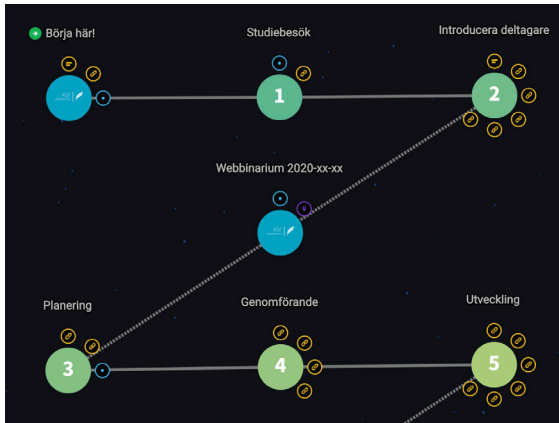 Börja här!
Studiebesök
Introducera deltagare
1
2
Webbinarium 2020-xx-xx
Planering
Genomförande
Utveckling
3
4
5